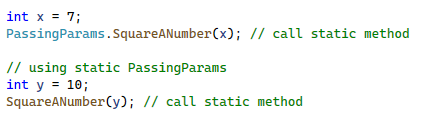 int x = 7;
PassingParams.SquareANumber(x); // call static method
// using static PassingParams
int y = 10;
SquareANumber(y); // call static method